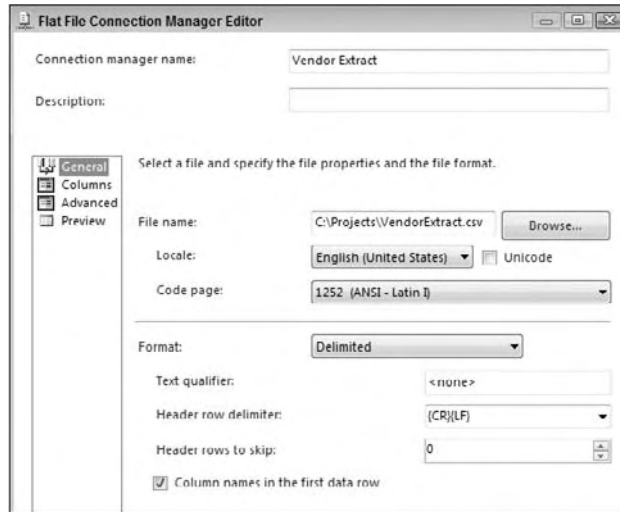 Flat File Connection Manager Editor
Connection manager name: Vendor Extract
Description:
General
Columns
Advanced
Preview
Select a file and specify the file properties and the file format.
File name: C:\Projects\VendorExtract.csv Browse...
Locale: English (United States) Unicode
Code page: 1252 (ANSI - Latin I)
Format: Delimited
Text qualifier: <none>
Header row delimiter: {CR}{LF}
Header rows to skip: 0
Column names in the first data row